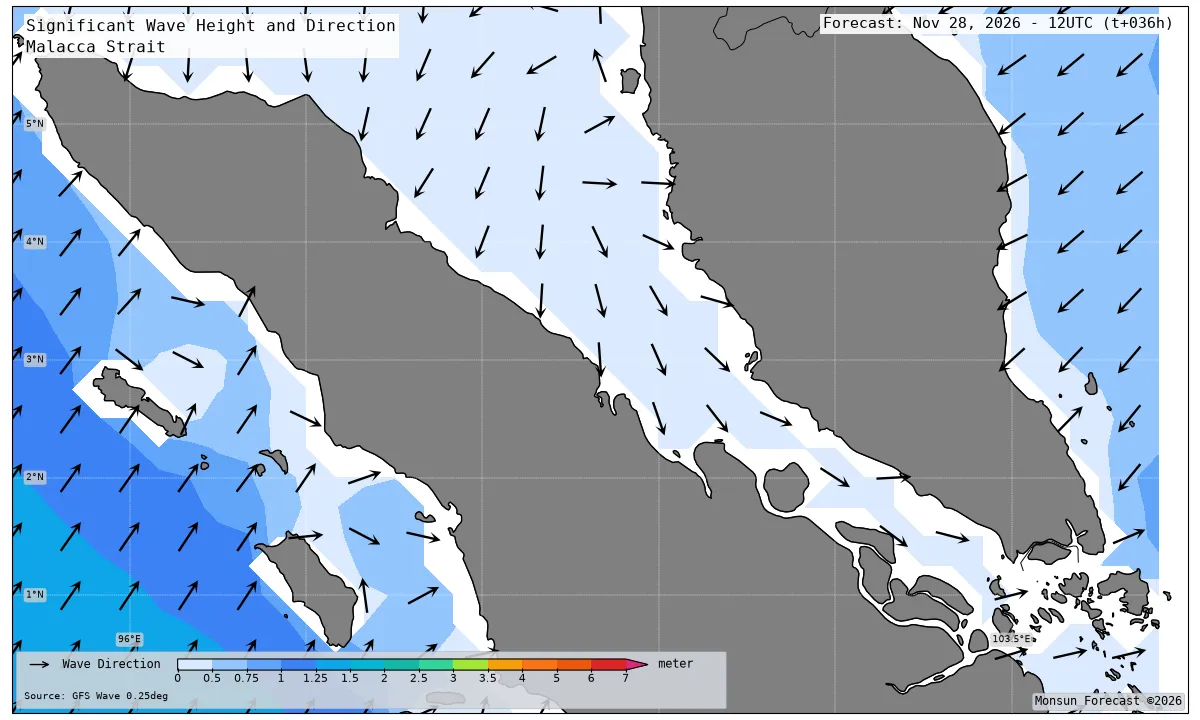 Significant Wave Height and Direction
Malacca Strait
Forecast: Nov 28, 2026 - 12UTC (t+036h)
5°N
4°N
3°N
2°N
1°N
96°E
103.5°E
Wave Direction
meter
0 0.5 0.75 1 1.25 1.5 2 2.5 3 3.5 4 5 6 7
Source: GFS Wave 0.25deg
Monsun Forecast ©2026